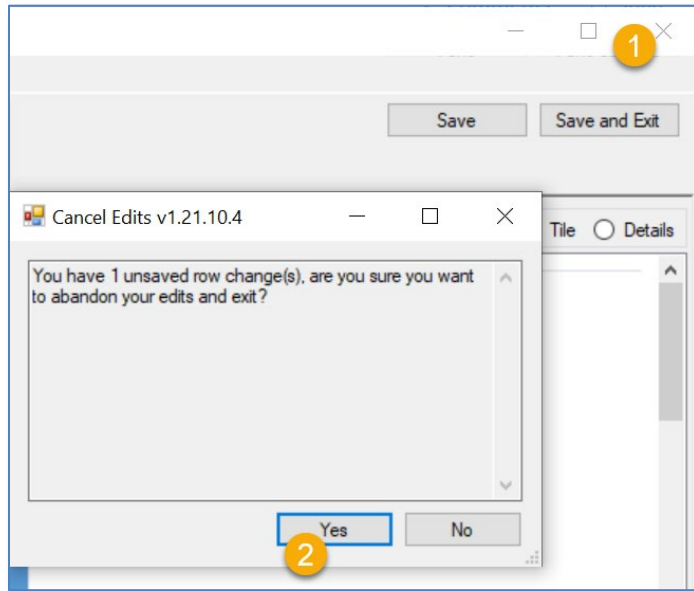 1
Save Save and Exit
Cancel Edits v1.21.10.4
Tile Details
You have 1 unsaved row change(s), are you sure you want
to abandon your edits and exit?
Yes No
2